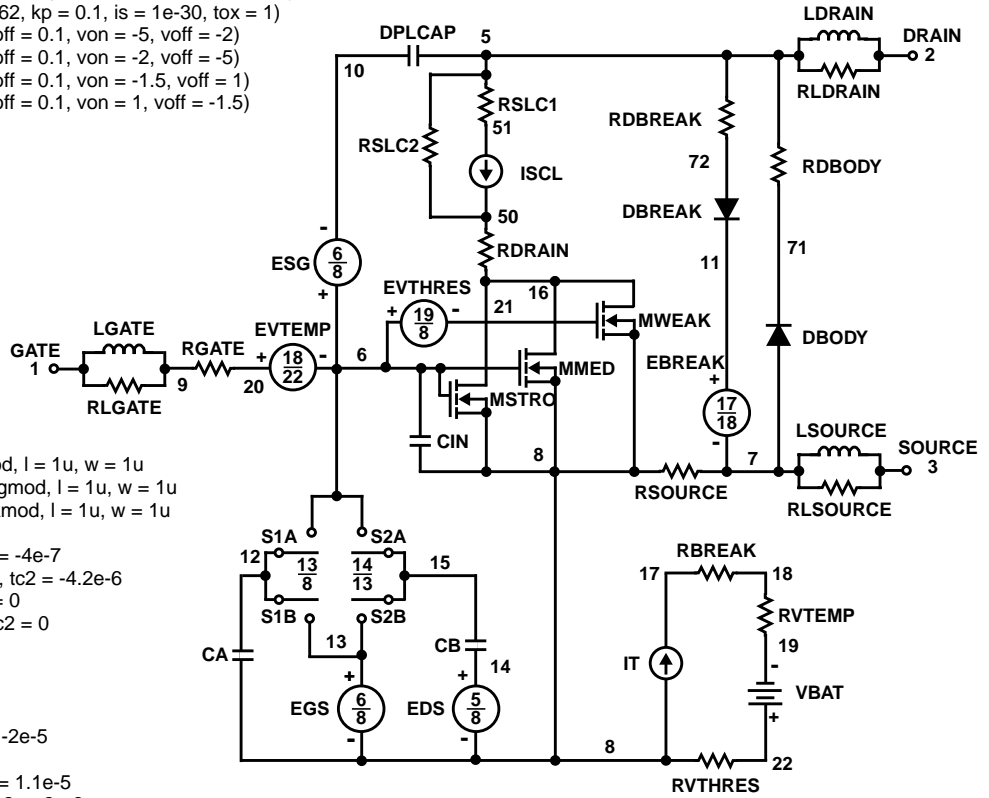 62, kp = 0.1, is = 1e-30, tox = 1)
off = 0.1, von = -5, voff = -2)
off = 0.1, von = -2, voff = -5)
off = 0.1, von = -1.5, voff = 1)
off = 0.1, von = 1, voff = -1.5)
LDRAIN
DPLCAP 5 DRAIN
10 2
RLDRAIN
RSLC1
51
RDBREAK
RSLC2
72
RDBODY
ISCL
DBREAK
50
-
RDRAIN
71
6
ESG 8
11
+
EVTHRES
16
+ 19 -
8
21
MWEAK
LGATE
EVTEMP
DBODY
GATE
1
RGATE
+ 18 -
22
6
EBREAK
MMED
+
9
20
MSTRO
RLGATE
17
18
-
LSOURCE
CIN
8
7
SOURCE
3
RSOURCE
RLSOURCE
od, l = 1u, w = 1u
gmod, l = 1u, w = 1u
kmod, l = 1u, w = 1u
= -4e-7
, tc2 = -4.2e-6
= 0
c2 = 0
S1A S2A
12 13
8 14
13 15
S1B S2B
13
CA
CB
14
+ +
EGS 6
8 EDS 5
8
- -
RBREAK
17 18
RVTEMP
19
IT
-
VBAT
+
8
22
RVTHRES
-2e-5
= 1.1e-5